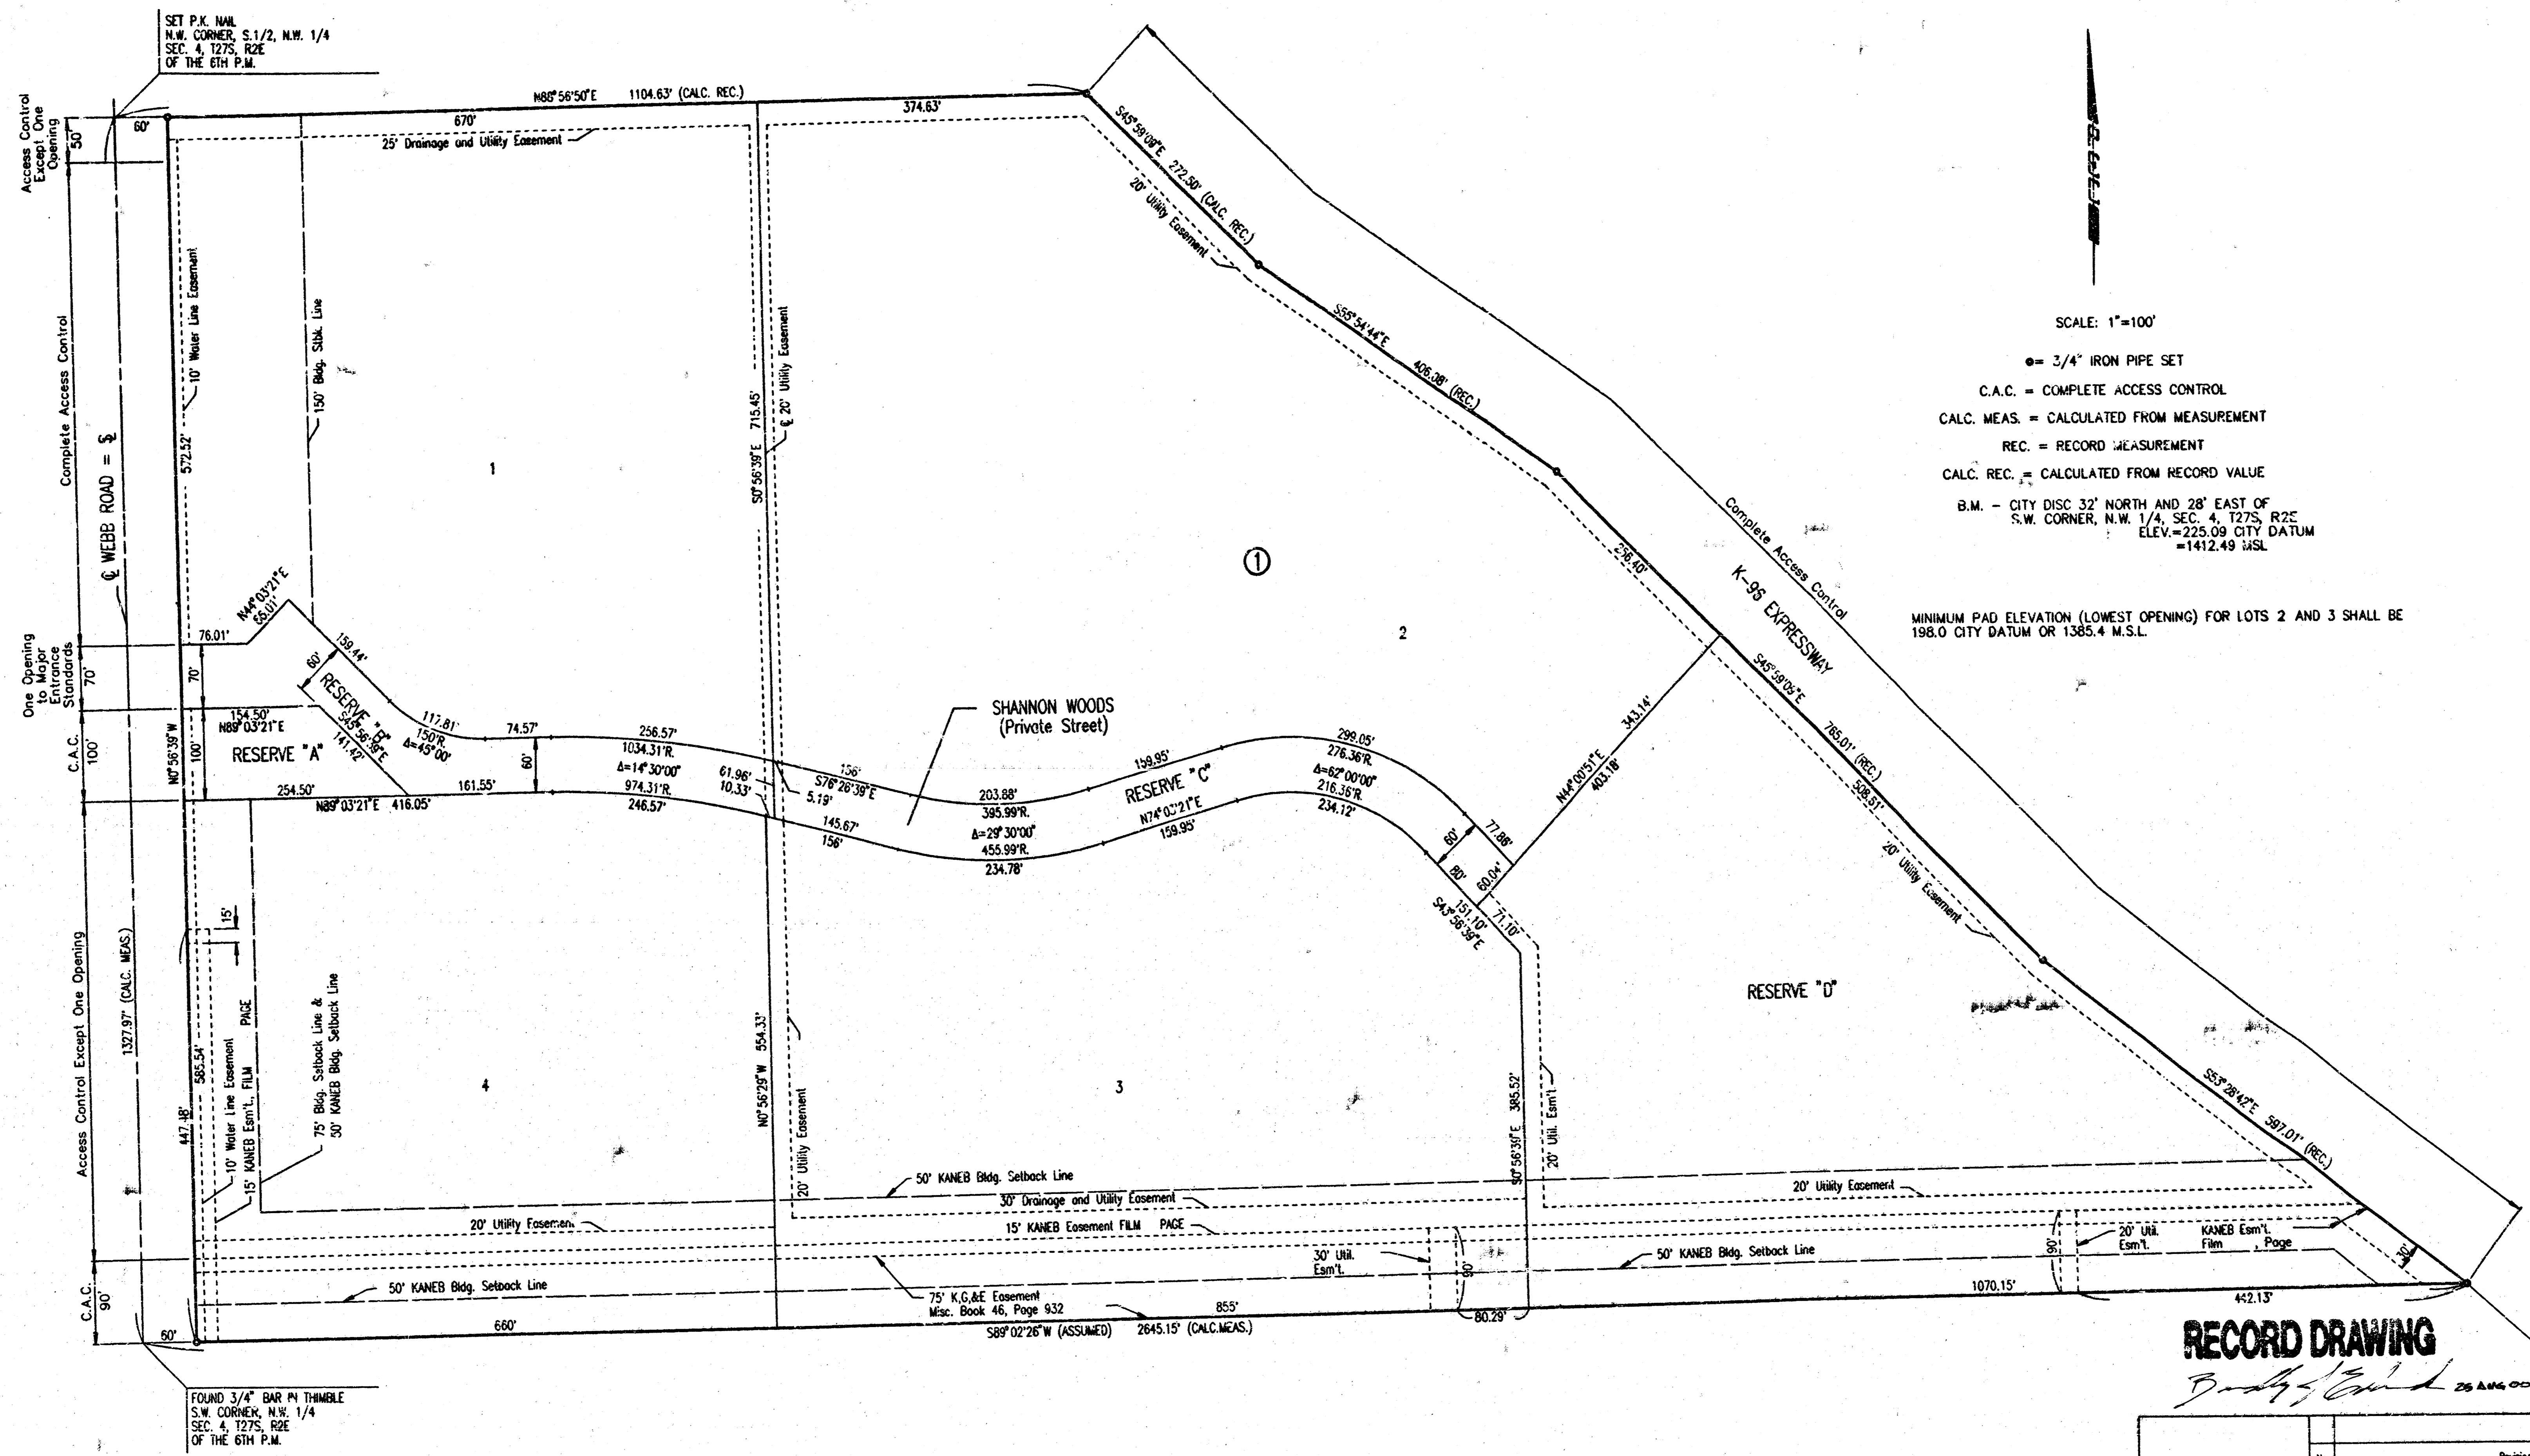 SET P.K. NAIL
N.W. CORNER, S.1/2, N.W. 1/4
SEC. 4, T27S, R2E
OF THE 6TH P.M.
N88°56'50"E 1104.63' (CALC. REC.)
670'
374.63'
60'
50'
Access Control
Except One
Opening
25' Drainage and Utility Easement
S45°59'09"E 272.50' (CALC. REC.)
20' Utility Easement
S55°54'44"E 406.38' (REC.)
SCALE: 1"=100'
= 3/4" IRON PIPE SET
C.A.C. = COMPLETE ACCESS CONTROL
CALC. MEAS. = CALCULATED FROM MEASUREMENT
REC. = RECORD MEASUREMENT
CALC. REC. = CALCULATED FROM RECORD VALUE
B.M. - CITY DISC 32' NORTH AND 28' EAST OF
S.W. CORNER, N.W. 1/4, SEC. 4, T27S, R2E
ELEV.=225.09 CITY DATUM
=1412.49 MSL
MINIMUM PAD ELEVATION (LOWEST OPENING) FOR LOTS 2 AND 3 SHALL BE
198.0 CITY DATUM OR 1385.4 M.S.L.
Complete Access Control
℄ WEBB ROAD = §
572.52'
10' Water Line Easement
150' Bldg. Stbk. Line
1
S0°56'39"E 715.45'
℄ 20' Utility Easement
①
2
256.40'
Complete Access Control
K-96 EXPRESSWAY
S45°59'09"E 765.01' (REC.)
508.51'
20' Utility Easement
N44°03'21"E
66.01'
76.01'
159.44'
60'
70'
One Opening
to Major
Entrance
Standards
70'
RESERVE "B"
S45°56'39"E
141.42'
117.81'
150'R.
Δ=45°00'
154.50'
N89°03'21"E
RESERVE "A"
100'
C.A.C.
100'
N0°56'39"W
254.50'
N89°03'21"E 416.05'
161.55'
74.57'
60'
256.57'
1034.31'R.
Δ=14°30'00"
974.31'R.
246.57'
61.96'
10.33'
5.19'
SHANNON WOODS
(Private Street)
156'
S76°26'39"E
145.67'
156'
203.88'
395.99'R.
Δ=29°30'00"
455.99'R.
234.78'
159.95'
RESERVE "C"
N74°03'21"E
159.95'
299.05'
276.36'R.
Δ=62°00'00"
216.36'R.
234.12'
77.86'
60'
80'
60.04'
343.14'
N44°00'51"E
403.18'
151.10'
S43°56'39"E
71.10'
RESERVE "D"
Access Control Except One Opening
1327.97' (CALC. MEAS.)
15'
585.54'
447.48'
10' Water Line Easement
15' KANEB Esm't., FILM PAGE
75' Bldg. Setback Line &
50' KANEB Bldg. Setback Line
4
N0°56'29"W 554.33'
20' Utility Easement
3
S0°56'39"E 385.52'
20' Util. Esm't
S53°28'42"E 597.01' (REC.)
50' KANEB Bldg. Setback Line
30' Drainage and Utility Easement
20' Utility Easement
20' Utility Easement
15' KANEB Easement FILM PAGE
30' Util.
Esm't.
90'
50' KANEB Bldg. Setback Line
90'
20' Util.
Esm't.
KANEB Esm't.
Film , Page
30'
C.A.C.
90'
50' KANEB Bldg. Setback Line
75' K,G,&E Easement
Misc. Book 46, Page 932
60'
660'
855'
80.29'
1070.15'
442.13'
S89°02'26"W (ASSUMED) 2645.15' (CALC.MEAS.)
FOUND 3/4" BAR IN THIMBLE
S.W. CORNER, N.W. 1/4
SEC. 4, T27S, R2E
OF THE 6TH P.M.
RECORD DRAWING
25 AUG 00